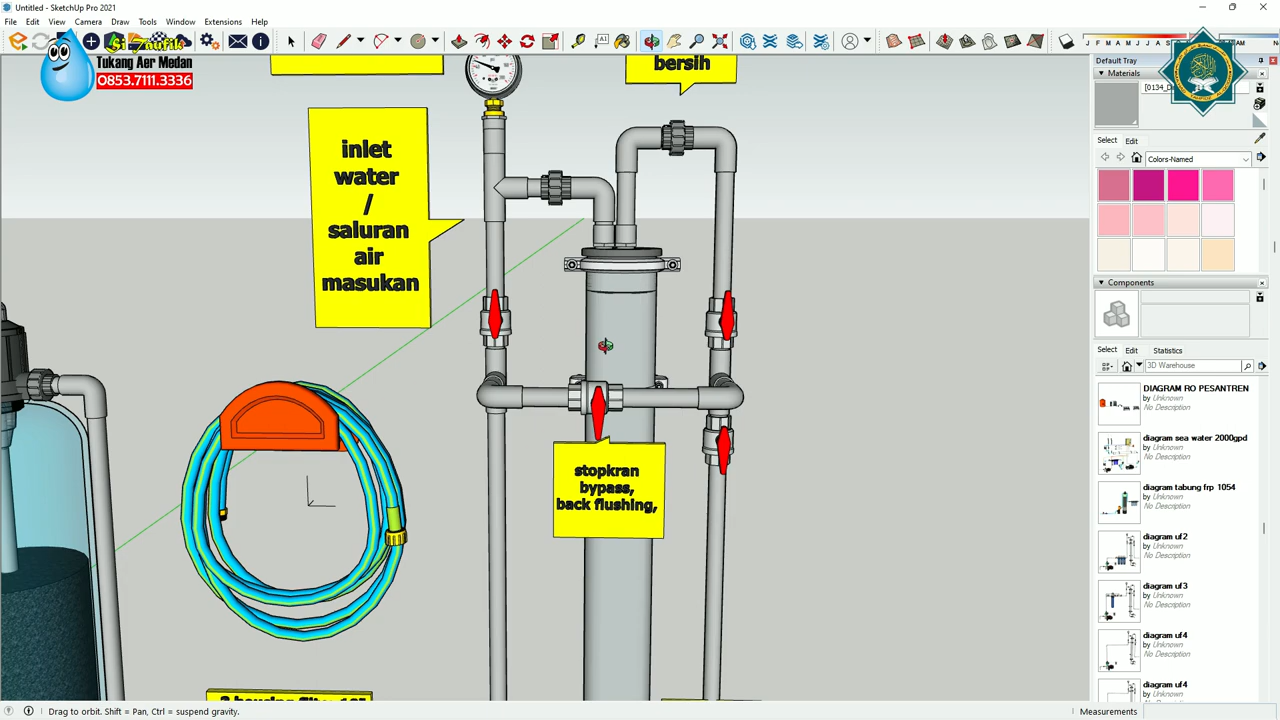 Untitled - SketchUp Pro 2021
File Edit View Camera Draw Tools Window Extensions Help
Si Taufik
Tukang Aer Medan
0853.7111.3336
bersih
inlet
water
/
saluran
air
masukan
stopkran
bypass,
back flushing,
Default Tray
Materials
Select Edit
Colors-Named
Components
Select Edit Statistics
3D Warehouse
DIAGRAM RO PESANTREN
by Unknown
No Description
diagram sea water 2000gpd
by Unknown
No Description
diagram tabung frp 1054
by Unknown
No Description
diagram uf2
by Unknown
No Description
diagram uf3
by Unknown
No Description
diagram uf4
by Unknown
No Description
diagram uf4
by Unknown
Drag to orbit. Shift = Pan, Ctrl = suspend gravity.
Measurements